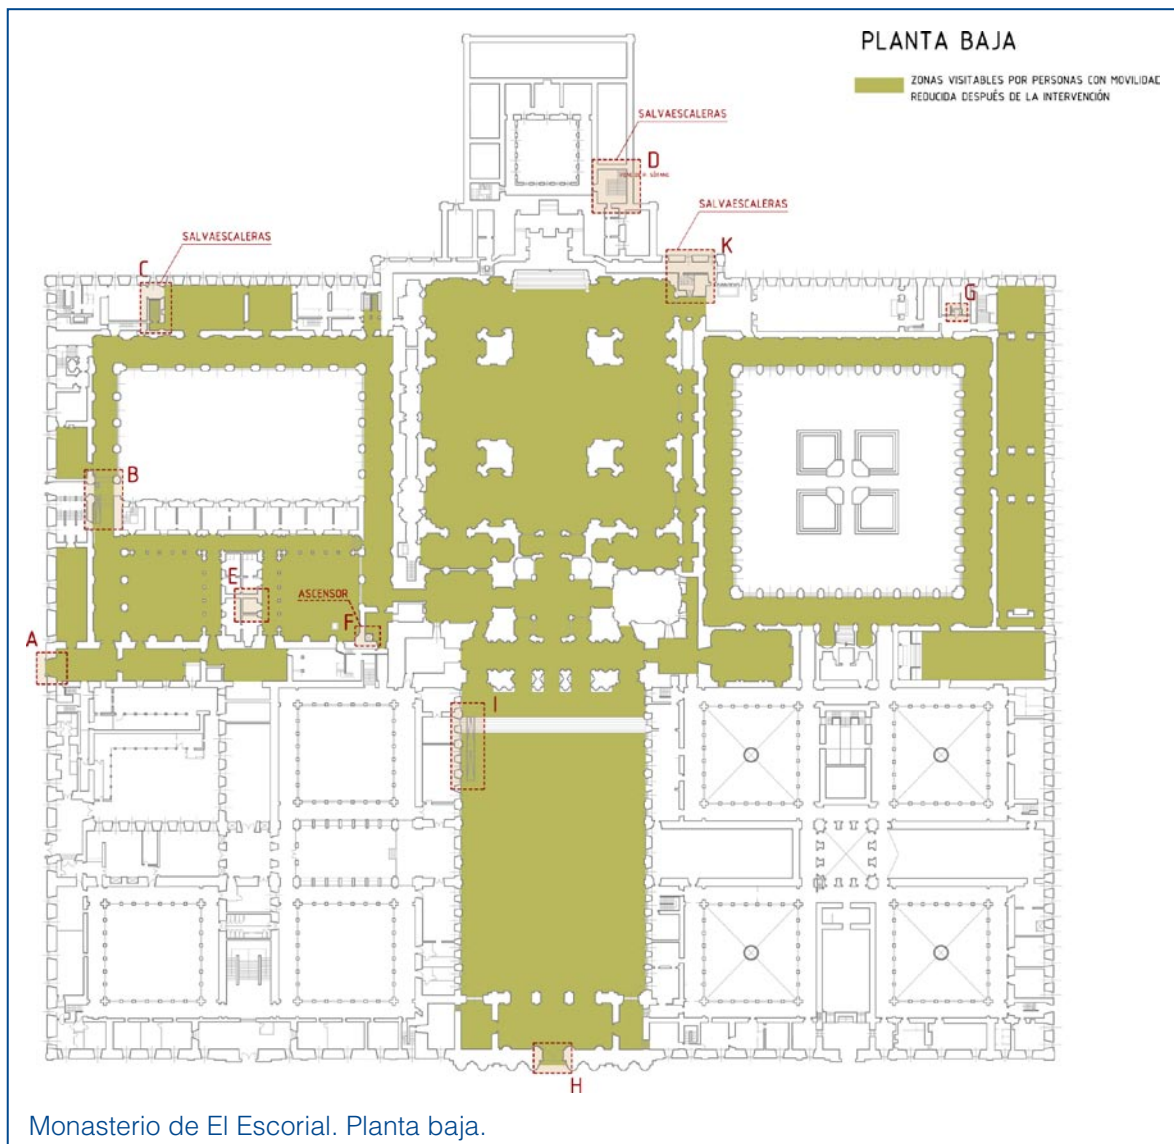 PLANTA BAJA
ZONAS VISITABLES POR PERSONAS CON MOVILIDAD
REDUCIDA DESPUÉS DE LA INTERVENCIÓN
SALVAESCALERAS
D
SALVAESCALERAS
K
SALVAESCALERAS
C
G
B
E
ASCENSOR
F
A
I
H
Monasterio de El Escorial. Planta baja.